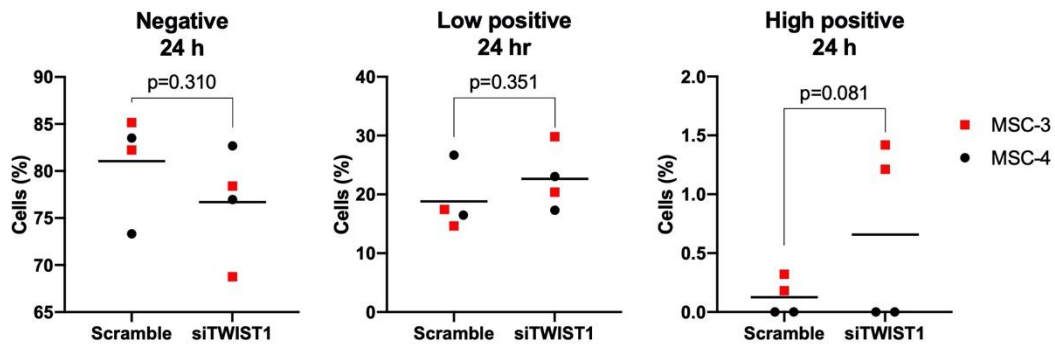 Negative
24 h
p=0.310
Cells (%)
90
85
80
75
70
65
Scramble siTWIST1
Low positive
24 hr
p=0.351
Cells (%)
40
30
20
10
0
Scramble siTWIST1
High positive
24 h
p=0.081
Cells (%)
2.0
1.5
1.0
0.5
0.0
Scramble siTWIST1
MSC-3
MSC-4